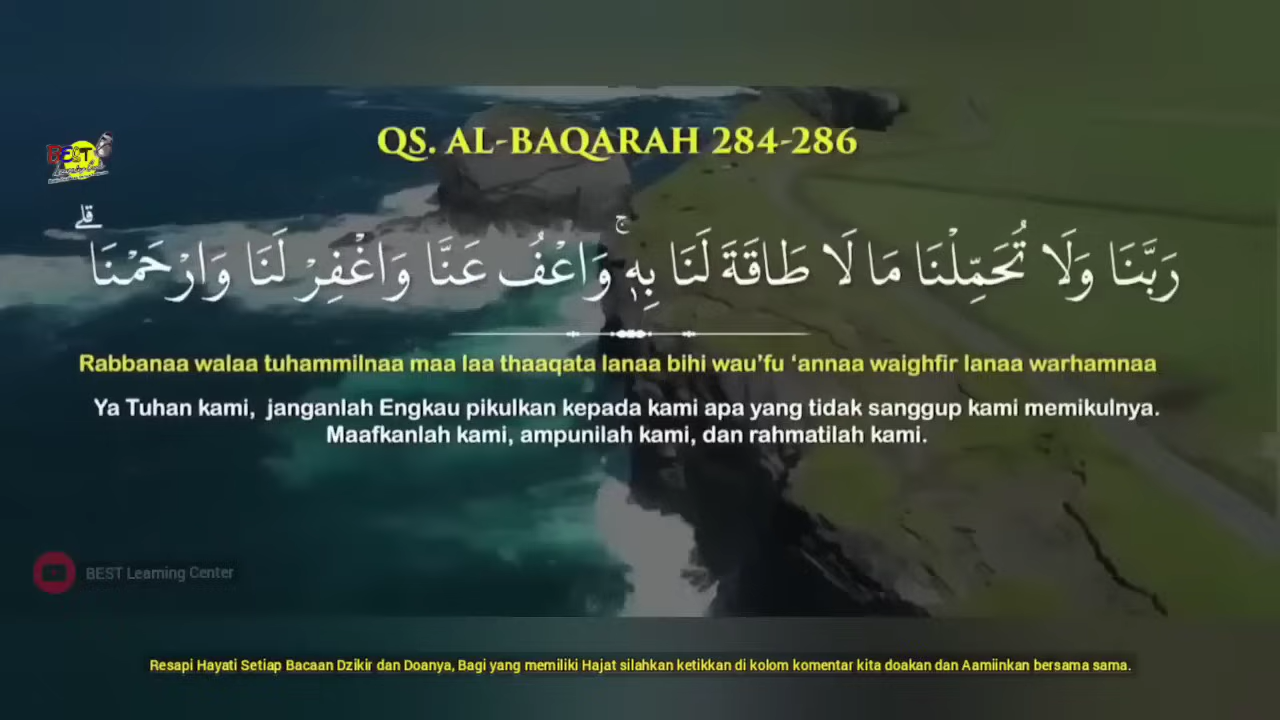 QS. AL-BAQARAH 284-286
BEST
رَبَّنَا وَلَا تُحَمِّلْنَا مَا لَا طَاقَةَ لَنَا بِهٖۚ وَاعْفُ عَنَّا وَاغْفِرْ لَنَا وَارْحَمْنَاۗ
Rabbanaa walaa tuhammilnaa maa laa thaaqata lanaa bihi wau’fu ‘annaa waighfir lanaa warhamnaa
Ya Tuhan kami,  janganlah Engkau pikulkan kepada kami apa yang tidak sanggup kami memikulnya.
Maafkanlah kami, ampunilah kami, dan rahmatilah kami.
BEST Learning Center
Resapi Hayati Setiap Bacaan Dzikir dan Doanya, Bagi yang memiliki Hajat silahkan ketikkan di kolom komentar kita doakan dan Aamiinkan bersama sama.